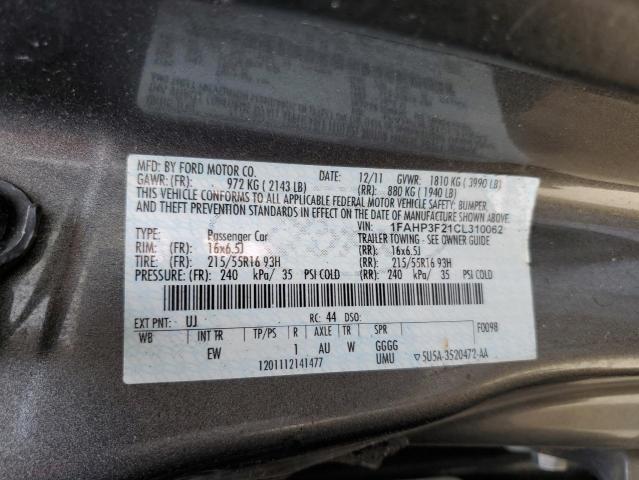 MFD. BY FORD MOTOR CO.
DATE: 12/11 GVWR: 1810 KG ( 3990 LB)
GAWR: (FR): 972 KG ( 2143 LB) (RR): 880 KG ( 1940 LB)
THIS VEHICLE CONFORMS TO ALL APPLICABLE FEDERAL MOTOR VEHICLE SAFETY, BUMPER,
AND THEFT PREVENTION STANDARDS IN EFFECT ON THE DATE OF MANUFACTURE SHOWN ABOVE.
VIN: 1FAHP3F21CL310062
TYPE: Passenger Car TRAILER TOWING - SEE OWNER GUIDE
RIM: (FR): 16x6.5J (RR): 16x6.5J
TIRE: (FR): 215/55R16 93H (RR): 215/55R16 93H
PRESSURE: (FR): 240 kPa/ 35 PSI COLD (RR): 240 kPa/ 35 PSI COLD
EXT PNT: UJ RC: 44 DSO: F0098
WB INT TR TP/PS R AXLE TR SPR
EW 1 AU W GGGG
1201112141477 UMU 5U5A-3520472-AA